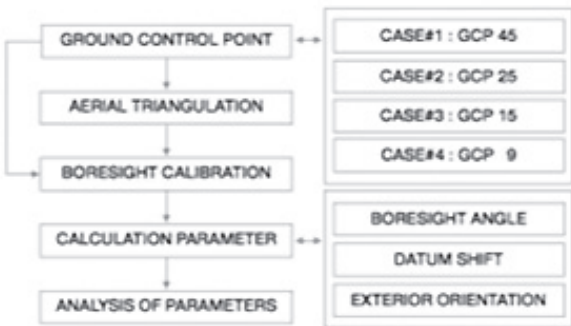 GROUND CONTROL POINT
AERIAL TRIANGULATION
BORESIGHT CALIBRATION
CALCULATION PARAMETER
ANALYSIS OF PARAMETERS
CASE#1 : GCP 45
CASE#2 : GCP 25
CASE#3 : GCP 15
CASE#4 : GCP 9
BORESIGHT ANGLE
DATUM SHIFT
EXTERIOR ORIENTATION